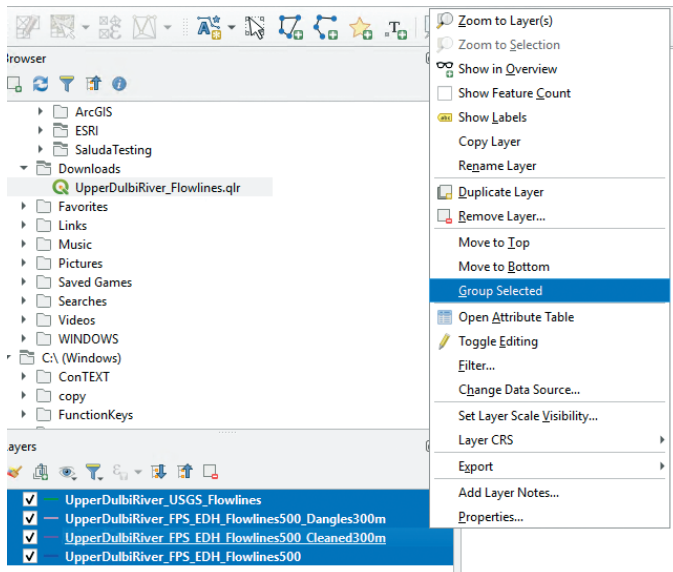 Browser
ArcGIS
ESRI
SaludaTesting
Downloads
UpperDulbiRiver_Flowlines.qlr
Favorites
Links
Music
Pictures
Saved Games
Searches
Videos
WINDOWS
C:\ (Windows)
ConTEXT
copy
FunctionKeys
ayers
UpperDulbiRiver_USGS_Flowlines
UpperDulbiRiver_FPS_EDH_Flowlines500_Dangles300m
UpperDulbiRiver_FPS_EDH_Flowlines500_Cleaned300m
UpperDulbiRiver_FPS_EDH_Flowlines500
Zoom to Layer(s)
Zoom to Selection
Show in Overview
Show Feature Count
abc Show Labels
Copy Layer
Rename Layer
Duplicate Layer
Remove Layer...
Move to Top
Move to Bottom
Group Selected
Open Attribute Table
Toggle Editing
Filter...
Change Data Source...
Set Layer Scale Visibility...
Layer CRS
Export
Add Layer Notes...
Properties...